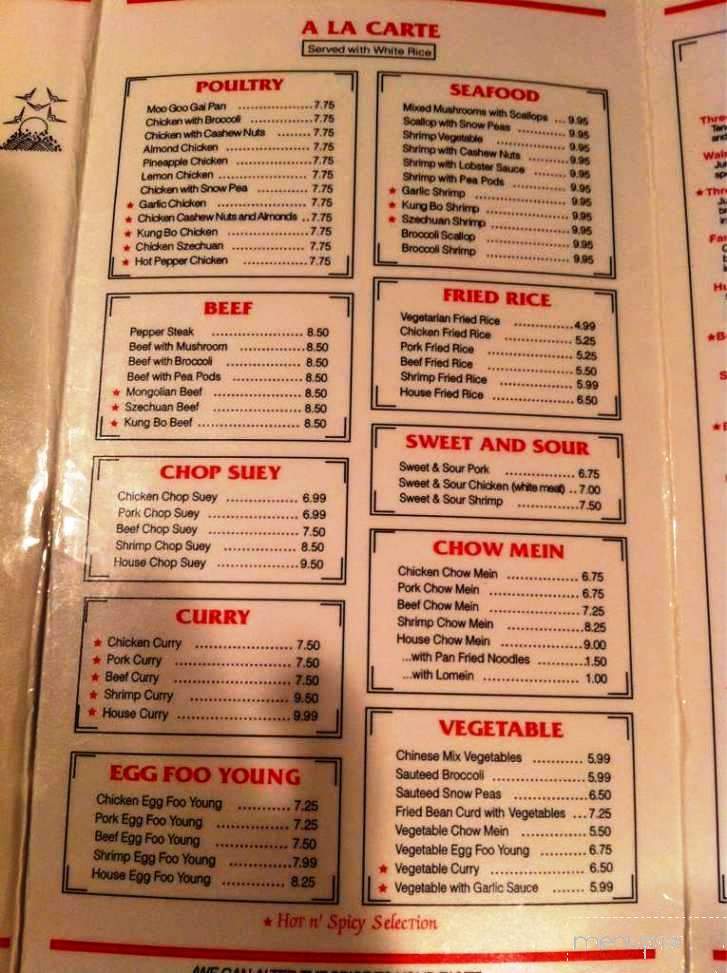 A LA CARTE
Served with White Rice
POULTRY
Moo Goo Gai Pan .................. 7.75
Chicken with Broccoli ............... 7.75
Chicken with Cashew Nuts ........ 7.75
Almond Chicken .................... 7.75
Pineapple Chicken .................. 7.75
Lemon Chicken .................... 7.75
Chicken with Snow Pea ............. 7.75
★ Garlic Chicken .................... 7.75
★ Chicken Cashew Nuts and Almonds .. 7.75
★ Kung Bo Chicken .................. 7.75
★ Chicken Szechuan ................. 7.75
★ Hot Pepper Chicken ............... 7.75
BEEF
Pepper Steak ....................... 8.50
Beef with Mushroom ................ 8.50
Beef with Broccoli .................. 8.50
Beef with Pea Pods ................. 8.50
★ Mongolian Beef .................... 8.50
★ Szechuan Beef ..................... 8.50
★ Kung Bo Beef ...................... 8.50
CHOP SUEY
Chicken Chop Suey ................ 6.99
Pork Chop Suey .................... 6.99
Beef Chop Suey .................... 7.50
Shrimp Chop Suey ................. 8.50
House Chop Suey .................. 9.50
CURRY
★ Chicken Curry ..................... 7.50
★ Pork Curry ........................ 7.50
★ Beef Curry ........................ 7.50
★ Shrimp Curry ...................... 9.50
★ House Curry ....................... 9.99
EGG FOO YOUNG
Chicken Egg Foo Young ............ 7.25
Pork Egg Foo Young ................ 7.25
Beef Egg Foo Young ................ 7.50
Shrimp Egg Foo Young .............. 7.99
House Egg Foo Young .............. 8.25
SEAFOOD
Mixed Mushrooms with Scallops ... 9.95
Scallop with Snow Peas ............ 9.95
Shrimp Vegetable .................. 9.95
Shrimp with Cashew Nuts .......... 9.95
Shrimp with Lobster Sauce ......... 9.95
Shrimp with Pea Pods .............. 9.95
★ Garlic Shrimp ..................... 9.95
★ Kung Bo Shrimp ................... 9.95
★ Szechuan Shrimp .................. 9.95
Broccoli Scallop .................... 9.95
Broccoli Shrimp .................... 9.95
FRIED RICE
Vegetarian Fried Rice .............. 4.99
Chicken Fried Rice ................. 5.25
Pork Fried Rice .................... 5.25
Beef Fried Rice .................... 5.50
Shrimp Fried Rice .................. 5.99
House Fried Rice ................... 6.50
SWEET AND SOUR
Sweet & Sour Pork ................ 6.75
Sweet & Sour Chicken (white meat) .. 7.00
Sweet & Sour Shrimp .............. 7.50
CHOW MEIN
Chicken Chow Mein ................ 6.75
Pork Chow Mein ................... 6.75
Beef Chow Mein ................... 7.25
Shrimp Chow Mein ................. 8.25
House Chow Mein .................. 9.00
...with Pan Fried Noodles ........... 1.50
...with Lomein ..................... 1.00
VEGETABLE
Chinese Mix Vegetables ............ 5.99
Sauteed Broccoli ................... 5.99
Sauteed Snow Peas ................ 6.50
Fried Bean Curd with Vegetables ... 7.25
Vegetable Chow Mein .............. 5.50
Vegetable Egg Foo Young .......... 6.75
★ Vegetable Curry ................... 6.50
★ Vegetable with Garlic Sauce ...... 5.99
★ Hot n' Spicy Selection